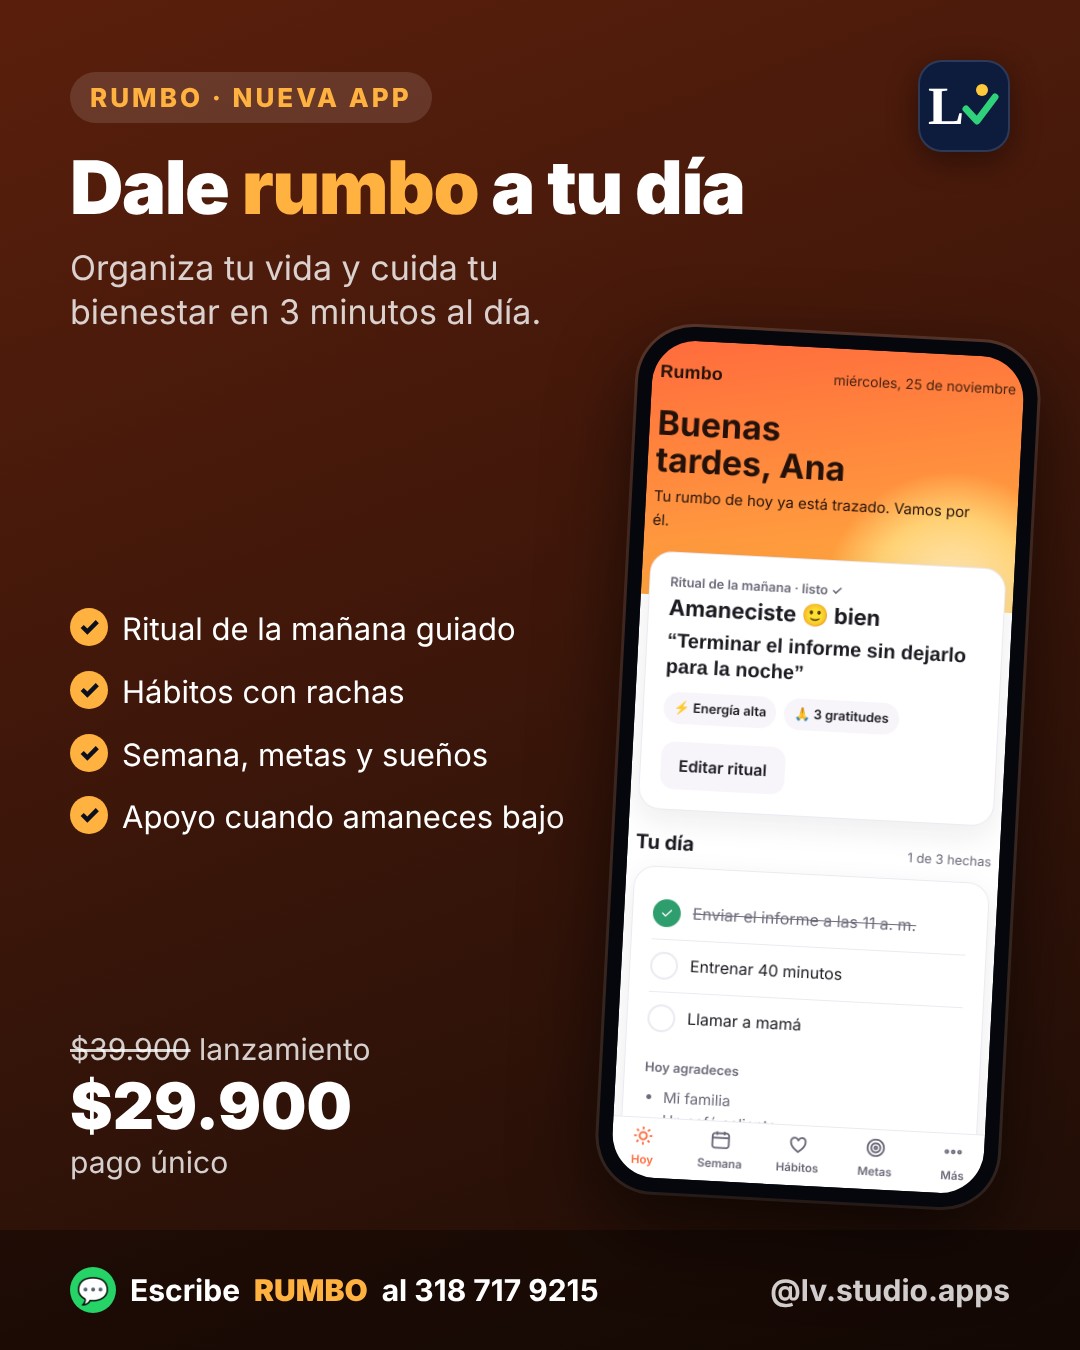 RUMBO · NUEVA APP
L
Dale rumbo a tu día
Organiza tu vida y cuida tu
bienestar en 3 minutos al día.
Ritual de la mañana guiado
Hábitos con rachas
Semana, metas y sueños
Apoyo cuando amaneces bajo
$39.900 lanzamiento
$29.900
pago único
Rumbo
miércoles, 25 de noviembre
Buenas
tardes, Ana
Tu rumbo de hoy ya está trazado. Vamos por
él.
Ritual de la mañana · listo ✓
Amaneciste 🙂 bien
“Terminar el informe sin dejarlo
para la noche”
⚡ Energía alta
🙏 3 gratitudes
Editar ritual
Tu día
1 de 3 hechas
Enviar el informe a las 11 a. m.
Entrenar 40 minutos
Llamar a mamá
Hoy agradeces
• Mi familia
Hoy
Semana
Hábitos
Metas
Más
Escribe RUMBO al 318 717 9215
@lv.studio.apps